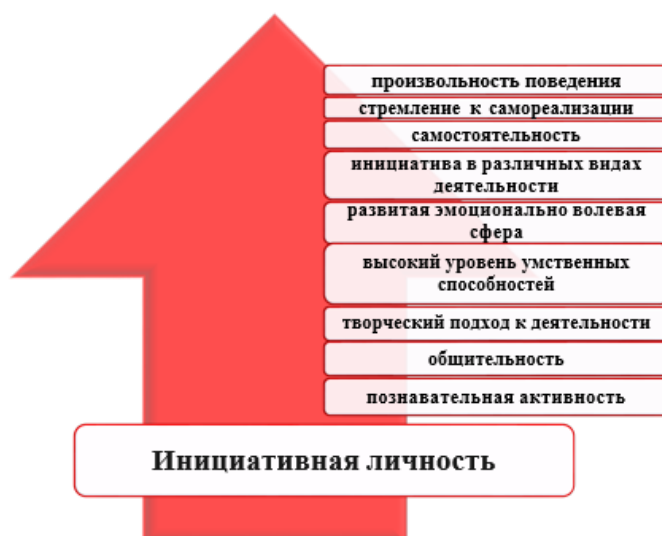 произвольность поведения
стремление к самореализации
самостоятельность
инициатива в различных видах
деятельности
развитая эмоционально волевая
сфера
высокий уровень умственных
способностей
творческий подход к деятельности
общительность
познавательная активность
Инициативная личность